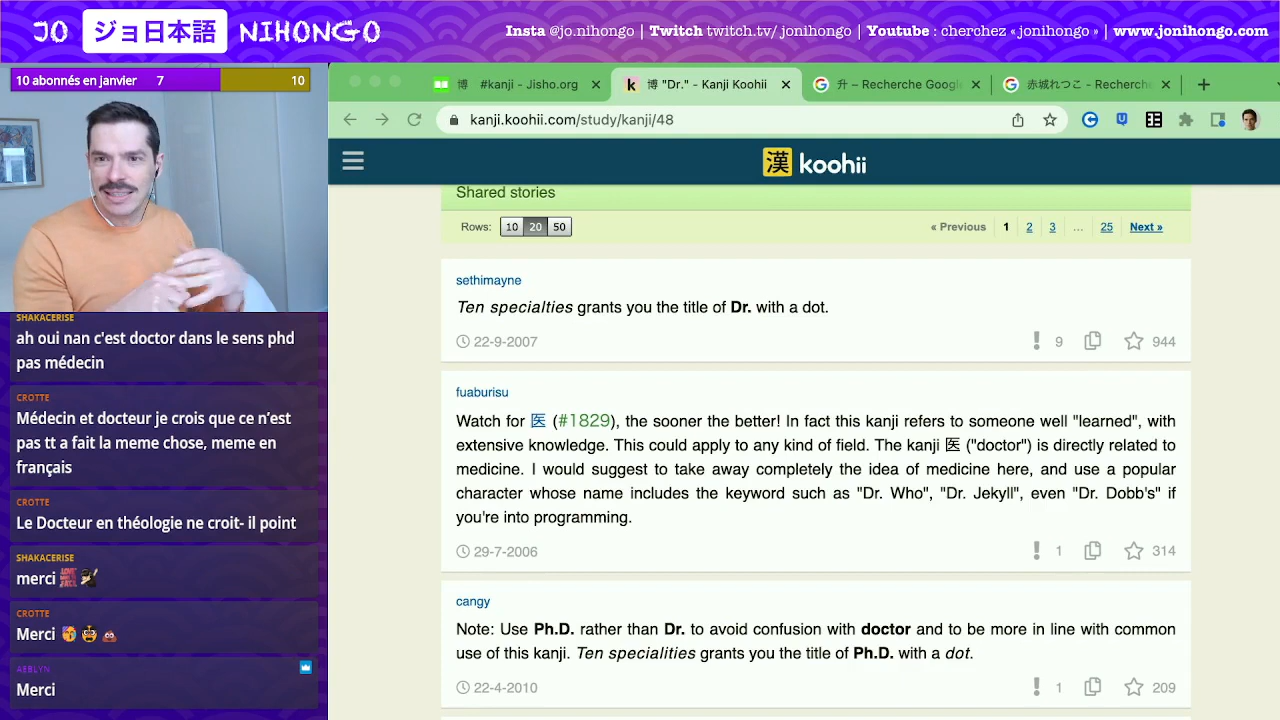 JO ジョ日本語 NIHONGO
Insta @jo.nihongo | Twitch twitch.tv/ jonihongo | Youtube : cherchez « jonihongo » | www.jonihongo.com
10 abonnés en janvier 7 10
博 #kanji - Jisho.org
博 "Dr." - Kanji Koohii
升 – Recherche Google
赤城れつこ - Recherche
kanji.koohii.com/study/kanji/48
漢 koohii
Shared stories
Rows: 10 20 50
« Previous 1 2 3 ... 25 Next »
sethimayne
Ten specialties grants you the title of Dr. with a dot.
22-9-2007 9 944
fuaburisu
Watch for 医 (#1829), the sooner the better! In fact this kanji refers to someone well "learned", with
extensive knowledge. This could apply to any kind of field. The kanji 医 ("doctor") is directly related to
medicine. I would suggest to take away completely the idea of medicine here, and use a popular
character whose name includes the keyword such as "Dr. Who", "Dr. Jekyll", even "Dr. Dobb's" if
you're into programming.
29-7-2006 1 314
cangy
Note: Use Ph.D. rather than Dr. to avoid confusion with doctor and to be more in line with common
use of this kanji. Ten specialities grants you the title of Ph.D. with a dot.
22-4-2010 1 209
SHAKACERISE
ah oui nan c'est doctor dans le sens phd
pas médecin
CROTTE
Médecin et docteur je crois que ce n'est
pas tt a fait la meme chose, meme en
français
CROTTE
Le Docteur en théologie ne croit- il point
SHAKACERISE
merci
CROTTE
Merci
ABBLYN
Merci